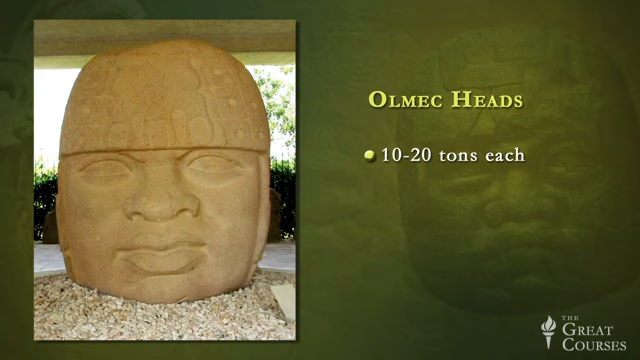 Olmec Heads
10-20 tons each
The
Great
Courses